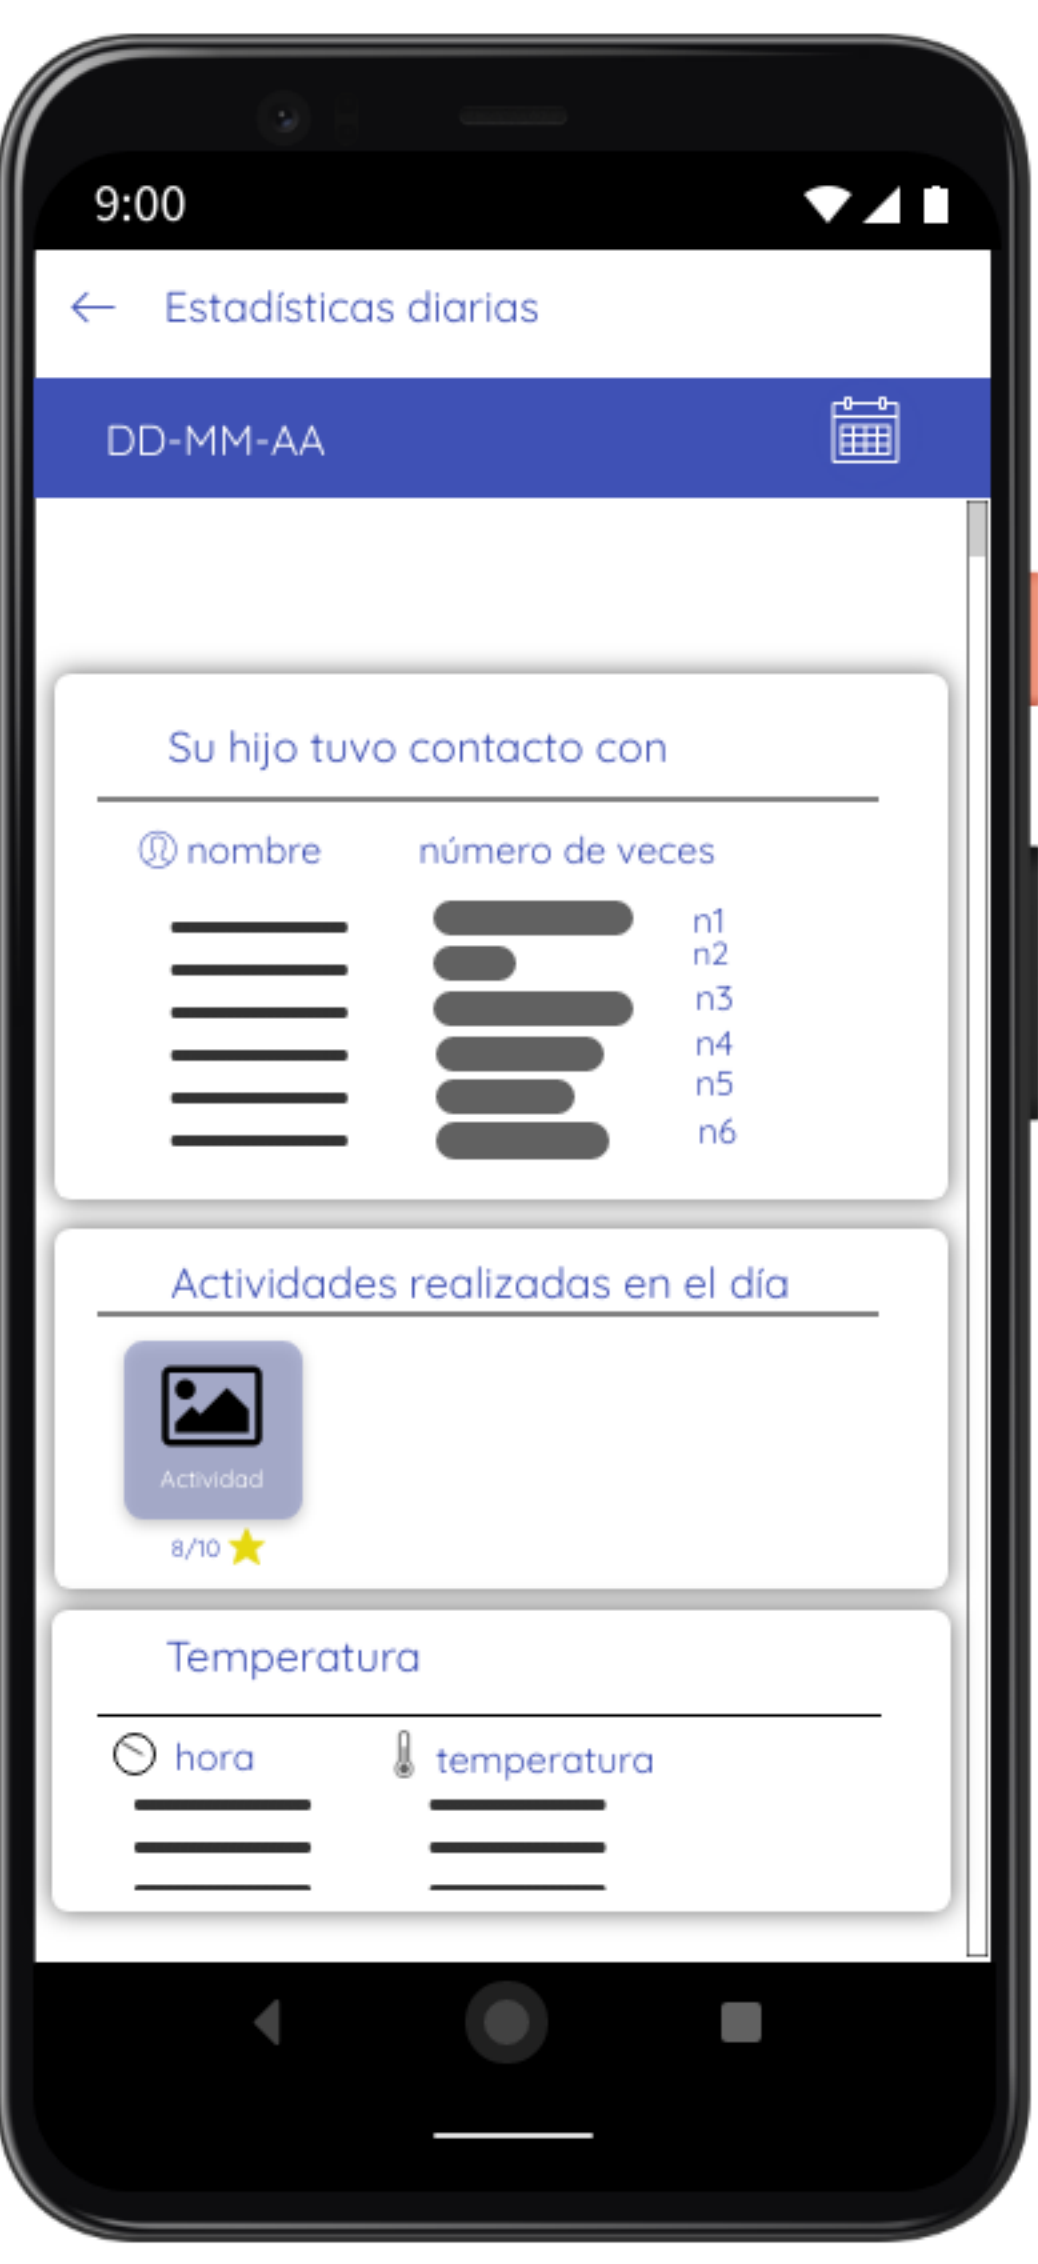 9:00
Estadísticas diarias
DD-MM-AA
Su hijo tuvo contacto con
nombre número de veces
n1
n2
n3
n4
n5
n6
Actividades realizadas en el día
Actividad
8/10
Temperatura
hora temperatura